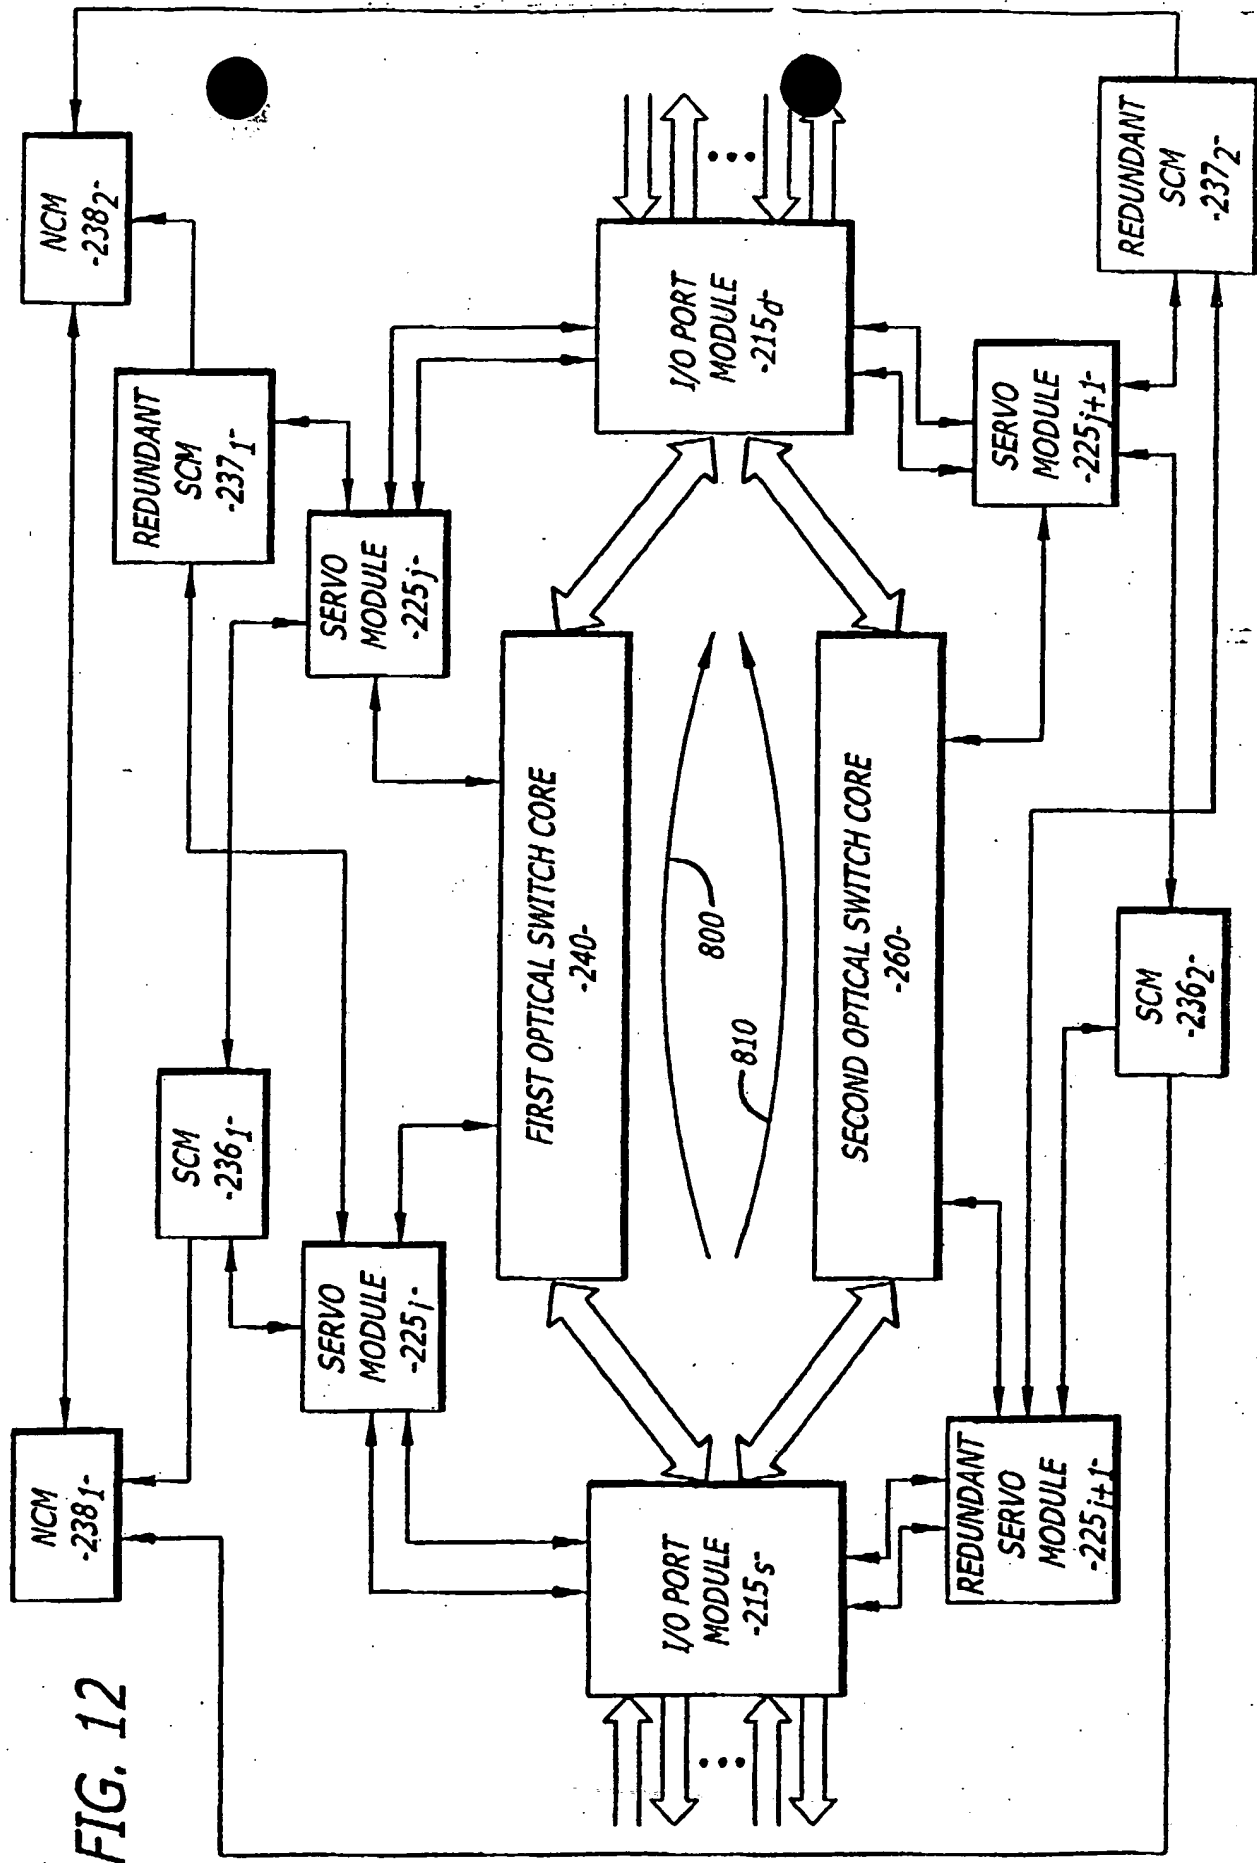 FIG. 12
NCM
-238₁-
NCM
-238₂-
SCM
-236₁-
REDUNDANT
SCM
-237₁-
SERVO
MODULE
-225ᵢ-
SERVO
MODULE
-225ⱼ-
FIRST OPTICAL SWITCH CORE
-240-
I/O PORT
MODULE
-215ₛ-
800
810
I/O PORT
MODULE
-215d-
SECOND OPTICAL SWITCH CORE
-260-
REDUNDANT
SERVO
MODULE
-225i+1-
SERVO
MODULE
-225j+1-
SCM
-236₂-
REDUNDANT
SCM
-237₂-